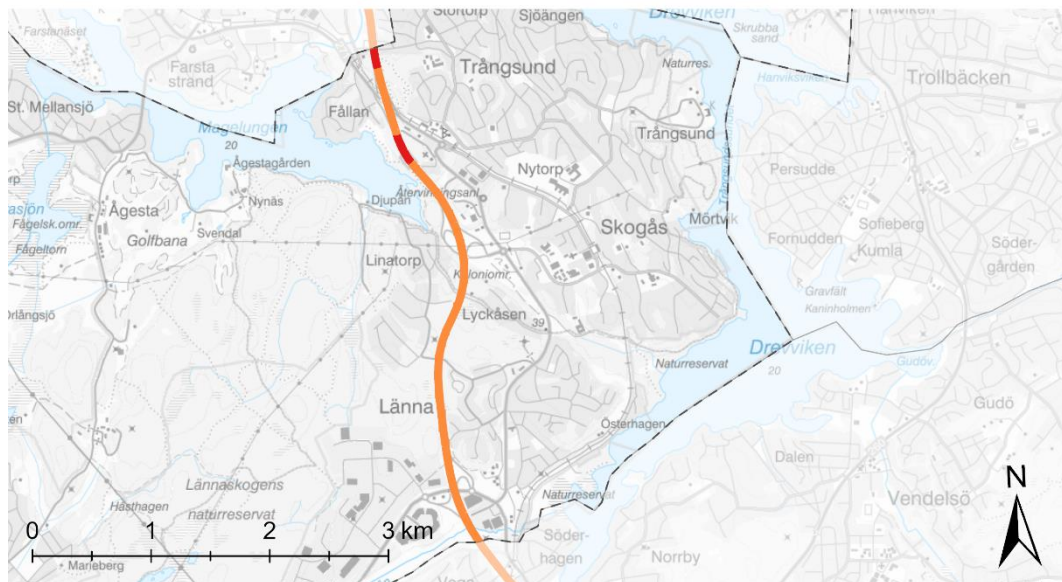 Stortorp
Sjöängen
Drevviken
Hanviken
Farstanäset
Farsta
strand
Trångsund
Naturres.
Skrubba
sand
Hanviksviken
Trollbäcken
St. Mellansjö
Fållan
Magelungen
20
Ågestagården
Trångsund
Nytorp
Persudde
Återvinningsanl.
Djupån
Nynäs
Ågesta
Golfbana
Svendal
Fågelsk.omr.
Fågeltorn
Mörtvik
Skogås
Sofieberg
Kumla
Fornudden
Söder-
gården
Linatorp
Koloniomr.
Gravfält
Kaninholmen
Orlångsjö
Lyckåsen
39
Drevviken
20
Naturreservat
Gudöv.
Länna
Gudö
Österhagen
Dalen
Lännaskogens
naturreservat
Hästhagen
Naturreservat
Vendelsö
N
0 1 2 3 km
Söder-
hagen
Norrby
Marieberg